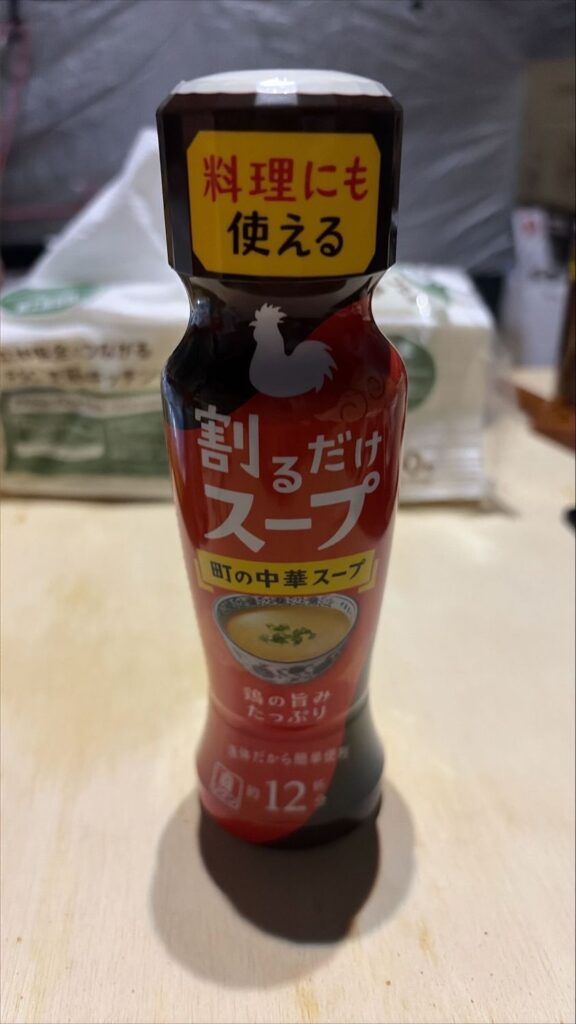 料理にも
使える
割るだけ
スープ
町の中華スープ
鶏の旨み
たっぷり
液体だから簡単便利
約12杯分